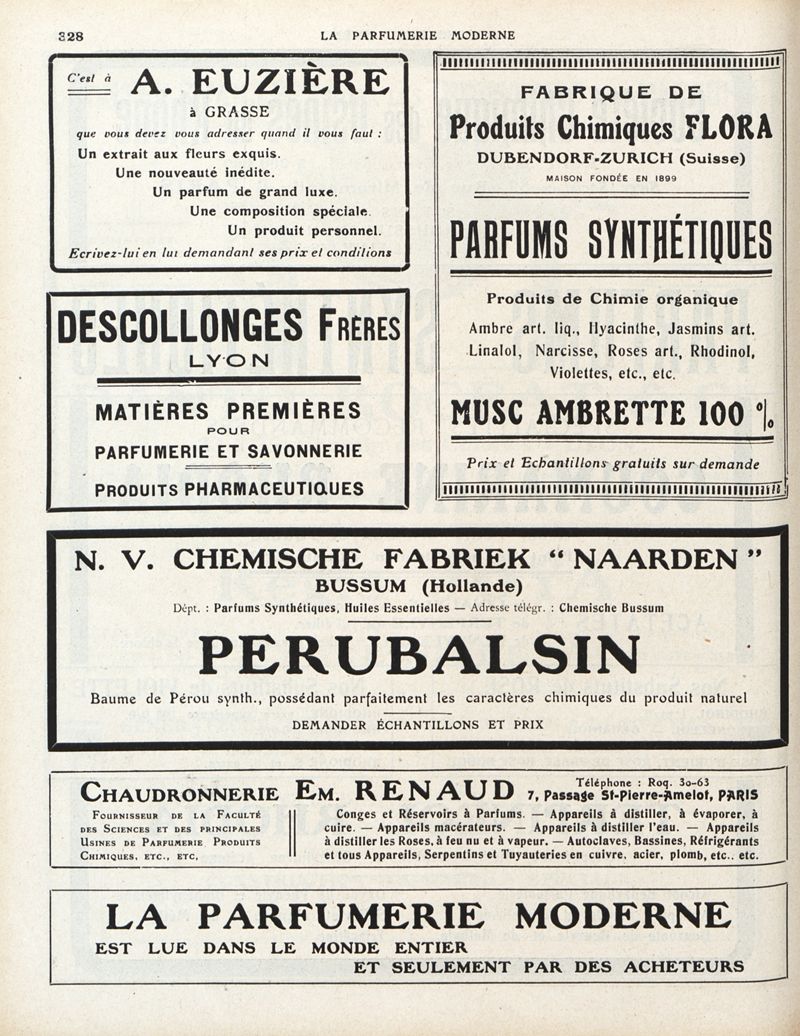 328
LA PARFUMERIE MODERNE
C'est à A. EUZIÈRE
à GRASSE
que vous devez vous adresser quand il vous faut :
Un extrait aux fleurs exquis.
Une nouveauté inédite.
Un parfum de grand luxe.
Une composition spéciale.
Un produit personnel.
Ecrivez-lui en lui demandant ses prix et conditions
DESCOLLONGES FRÈRES
LYON
MATIÈRES PREMIÈRES
POUR
PARFUMERIE ET SAVONNERIE
PRODUITS PHARMACEUTIQUES
FABRIQUE DE
Produits Chimiques FLORA
DUBENDORF-ZURICH (Suisse)
MAISON FONDÉE EN 1899
PARFUMS SYNTHÉTIQUES
Produits de Chimie organique
Ambre art. liq., Hyacinthe, Jasmins art.
Linalol, Narcisse, Roses art., Rhodinol,
Violettes, etc., etc.
MUSC AMBRETTE 100 %
Prix et Echantillons gratuits sur demande
N. V. CHEMISCHE FABRIEK “ NAARDEN ”
BUSSUM (Hollande)
Dépt. : Parfums Synthétiques, Huiles Essentielles — Adresse télégr. : Chemische Bussum
PERUBALSIN
Baume de Pérou synth., possédant parfaitement les caractères chimiques du produit naturel
DEMANDER ÉCHANTILLONS ET PRIX
CHAUDRONNERIE EM. RENAUD
Téléphone : Roq. 30-63
7, Passage St-Pierre-Amelot, PARIS
FOURNISSEUR DE LA FACULTÉ
DES SCIENCES ET DES PRINCIPALES
USINES DE PARFUMERIE PRODUITS
CHIMIQUES, ETC., ETC,
Conges et Réservoirs à Parfums. — Appareils à distiller, à évaporer, à
cuire. — Appareils macérateurs. — Appareils à distiller l'eau. — Appareils
à distiller les Roses, à feu nu et à vapeur. — Autoclaves, Bassines, Réfrigérants
et tous Appareils, Serpentins et Tuyauteries en cuivre, acier, plomb, etc.. etc.
LA PARFUMERIE MODERNE
EST LUE DANS LE MONDE ENTIER
ET SEULEMENT PAR DES ACHETEURS